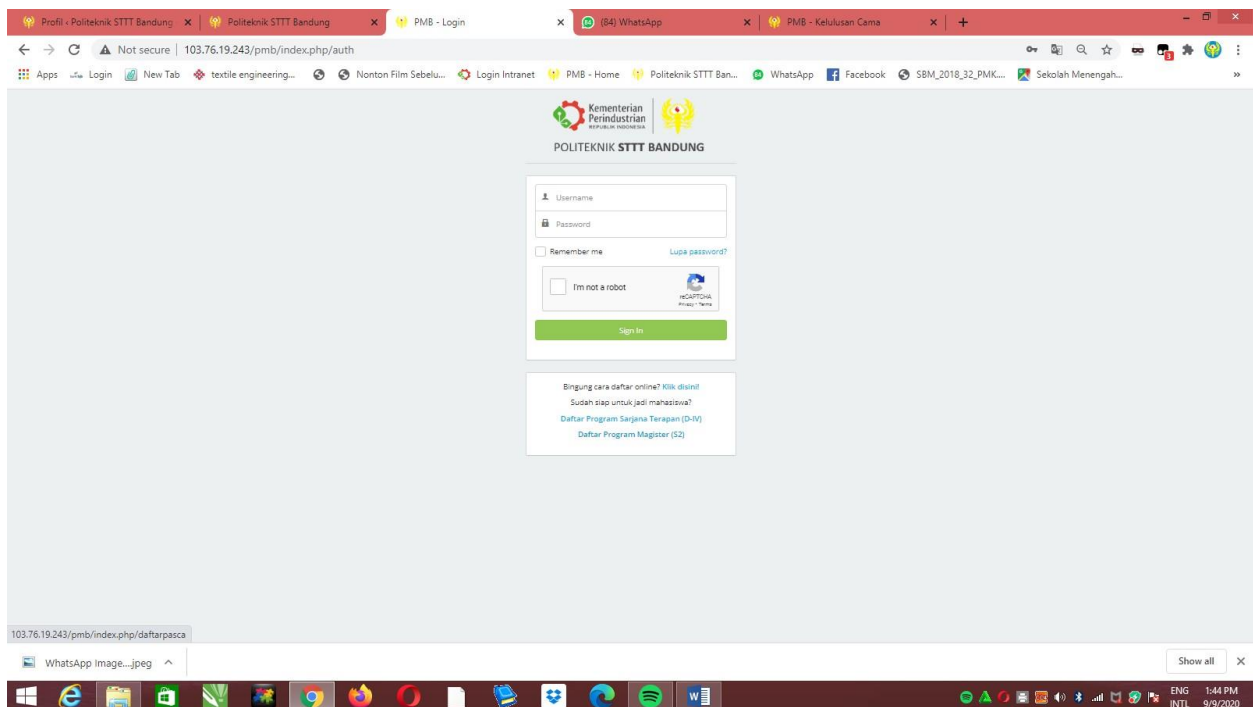 Profil ‹ Politeknik STTT Bandung
Politeknik STTT Bandung
PMB - Login
(84) WhatsApp
PMB - Kelulusan Cama
Not secure
103.76.19.243/pmb/index.php/auth
Apps
Login
New Tab
textile engineering...
Nonton Film Sebelu...
Login Intranet
PMB - Home
Politeknik STTT Ban...
WhatsApp
Facebook
SBM_2018_32_PMK....
Sekolah Menengah...
Kementerian
Perindustrian
REPUBLIK INDONESIA
POLITEKNIK STTT BANDUNG
Username
Password
Remember me
Lupa password?
I'm not a robot
reCAPTCHA
Privacy - Terms
Sign In
Bingung cara daftar online? Klik disini!
Sudah siap untuk jadi mahasiswa?
Daftar Program Sarjana Terapan (D-IV)
Daftar Program Magister (S2)
103.76.19.243/pmb/index.php/daftarpasca
WhatsApp Image....jpeg
Show all
ENG 1:44 PM
INTL 9/9/2020